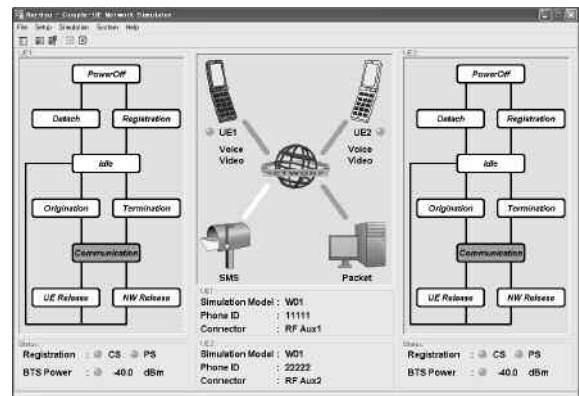 File Setup Simulation System Help
UE1
PowerOff
Detach
Registration
Idle
Origination
Termination
Communication
UE Release
NW Release
Status
Registration : CS PS
BTS Power : -40.0 dBm
UE1
Voice
Video
UE2
Voice
Video
NETWORK
SMS
Packet
UE1
Simulation Model : W01
Phone ID : 11111
Connector : RF Aux1
UE2
Simulation Model : W01
Phone ID : 22222
Connector : RF Aux2
UE2
PowerOff
Detach
Registration
Idle
Origination
Termination
Communication
UE Release
NW Release
Status
Registration : CS PS
BTS Power : -40.0 dBm